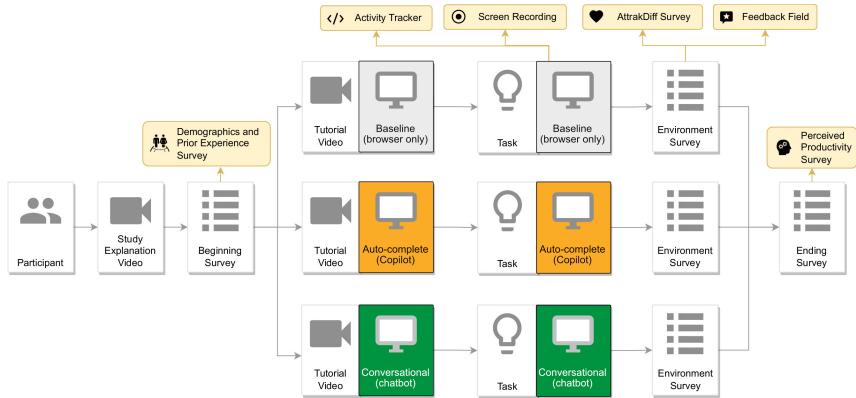 Activity Tracker
Screen Recording
AttrakDiff Survey
Feedback Field
Tutorial
Video
Baseline
(browser only)
Task
Baseline
(browser only)
Environment
Survey
Demographics and
Prior Experience
Survey
Perceived
Productivity
Survey
Participant
Study
Explanation
Video
Beginning
Survey
Tutorial
Video
Auto-complete
(Copilot)
Task
Auto-complete
(Copilot)
Environment
Survey
Ending
Survey
Tutorial
Video
Conversational
(chatbot)
Task
Conversational
(chatbot)
Environment
Survey